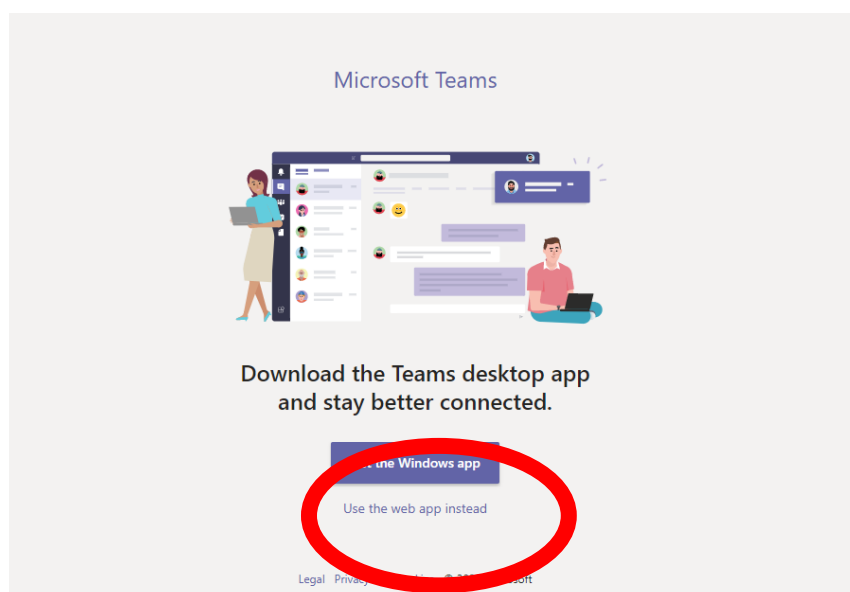 Microsoft Teams
Download the Teams desktop app
and stay better connected.
the Windows app
Use the web app instead
Legal